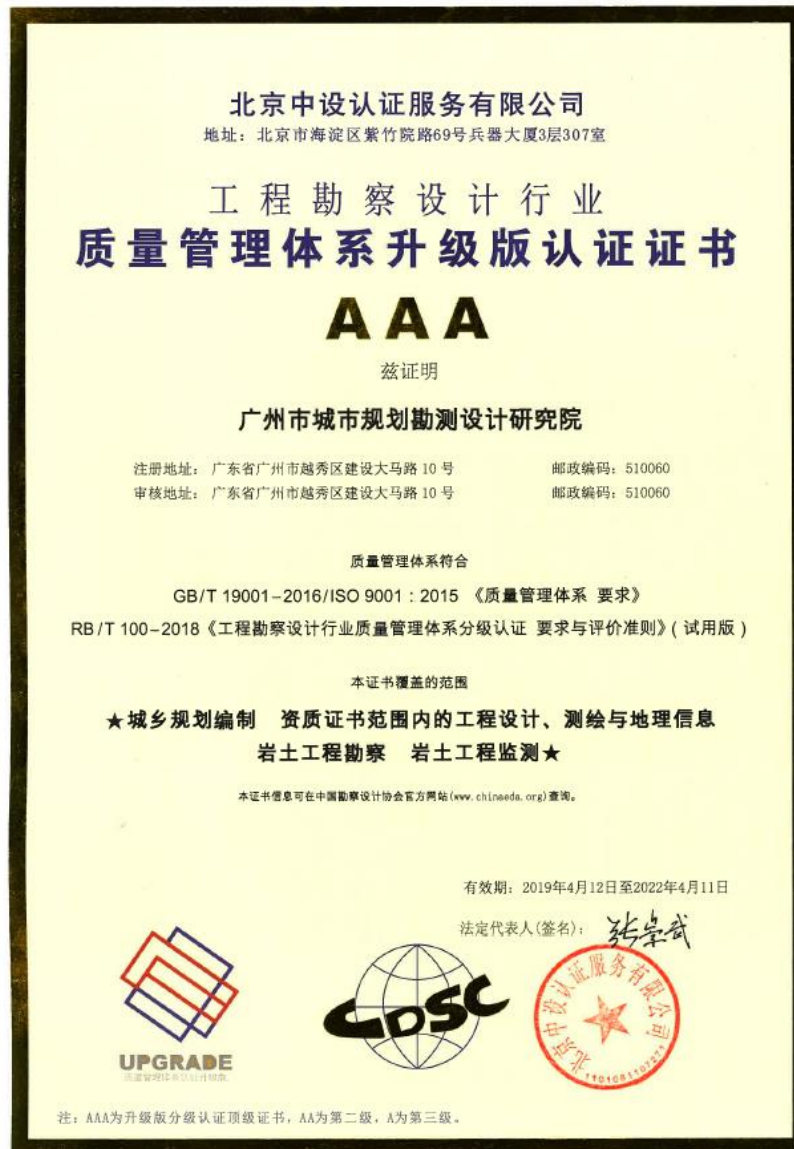 北京中设认证服务有限公司
地址：北京市海淀区紫竹院路69号兵器大厦3层307室
工程勘察设计行业
质量管理体系升级版认证证书
AAA
兹证明
广州市城市规划勘测设计研究院
注册地址： 广东省广州市越秀区建设大马路 10 号 邮政编码：510060
审核地址： 广东省广州市越秀区建设大马路 10 号 邮政编码：510060
质量管理体系符合
GB/T 19001-2016/ISO 9001：2015 《质量管理体系 要求》
RB/T 100-2018《工程勘察设计行业质量管理体系分级认证 要求与评价准则》（试用版）
本证书覆盖的范围
★城乡规划编制 资质证书范围内的工程设计、测绘与地理信息
岩土工程勘察 岩土工程监测★
本证书信息可在中国勘察设计协会官方网站(www.chinaeda.org)查询。
有效期：2019年4月12日至2022年4月11日
法定代表人(签名)：
UPGRADE
CDSC
北京中设认证服务有限公司
注：AAA为升级版分级认证顶级证书，AA为第二级，A为第三级。